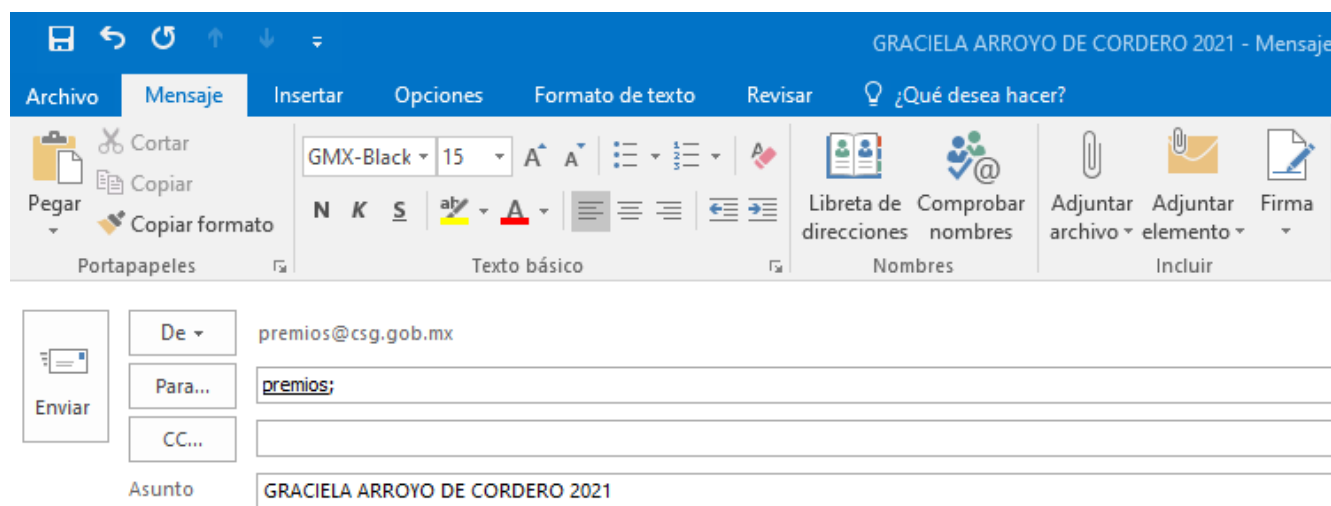 GRACIELA ARROYO DE CORDERO 2021 - Mensaje
Archivo Mensaje Insertar Opciones Formato de texto Revisar ¿Qué desea hacer?
Pegar
Cortar
Copiar
Copiar formato
Portapapeles
GMX-Black 15
N K S
Texto básico
Libreta de direcciones
Comprobar nombres
Nombres
Adjuntar archivo
Adjuntar elemento
Firma
Incluir
Enviar
De premios@csg.gob.mx
Para... premios;
CC...
Asunto GRACIELA ARROYO DE CORDERO 2021